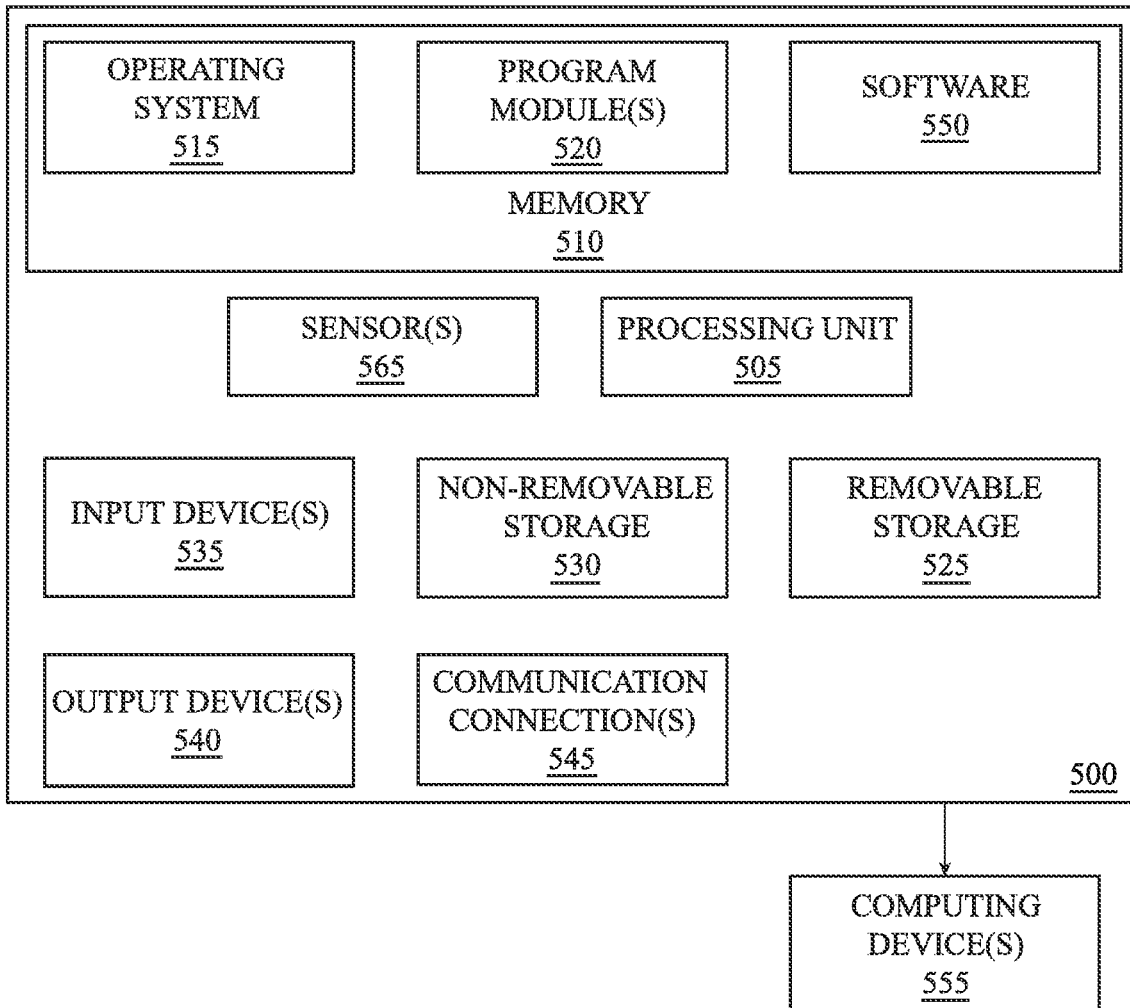 OPERATING
SYSTEM
515
PROGRAM
MODULE(S)
520
SOFTWARE
550
MEMORY
510
SENSOR(S)
565
PROCESSING UNIT
505
INPUT DEVICE(S)
535
NON-REMOVABLE
STORAGE
530
REMOVABLE
STORAGE
525
OUTPUT DEVICE(S)
540
COMMUNICATION
CONNECTION(S)
545
500
COMPUTING
DEVICE(S)
555